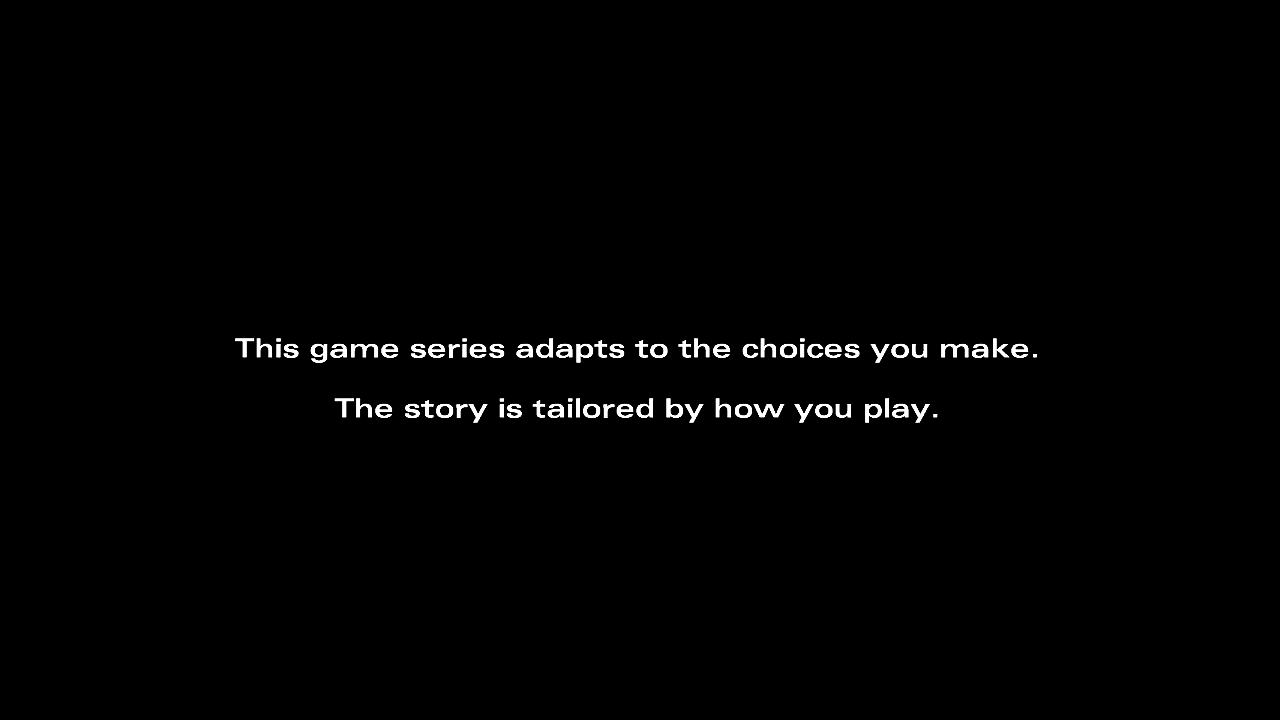 This game series adapts to the choices you make.
The story is tailored by how you play.